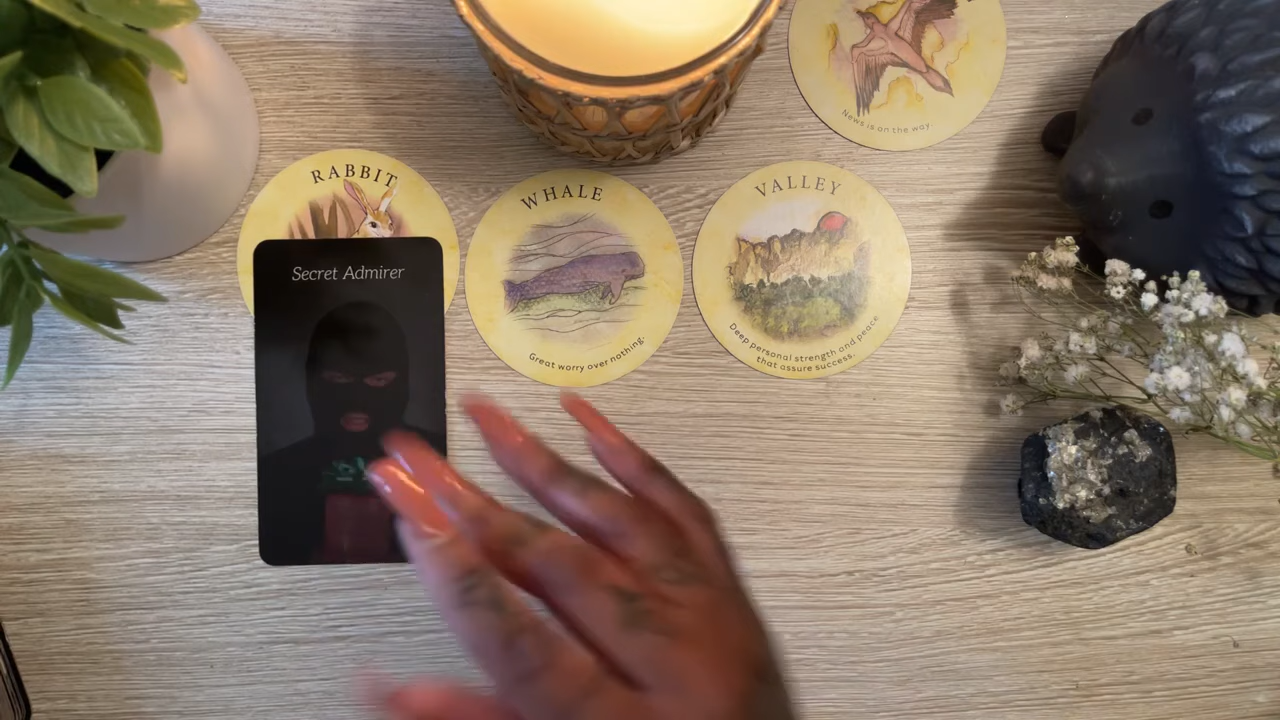 News is on the way.
RABBIT
WHALE
VALLEY
Secret Admirer
Great worry over nothing.
Deep personal strength and peace
that assure success.